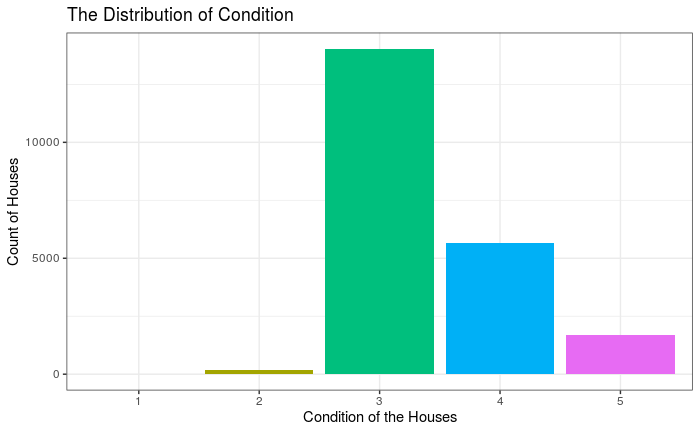 The Distribution of Condition
Count of Houses
10000
5000
0
1 2 3 4 5
Condition of the Houses